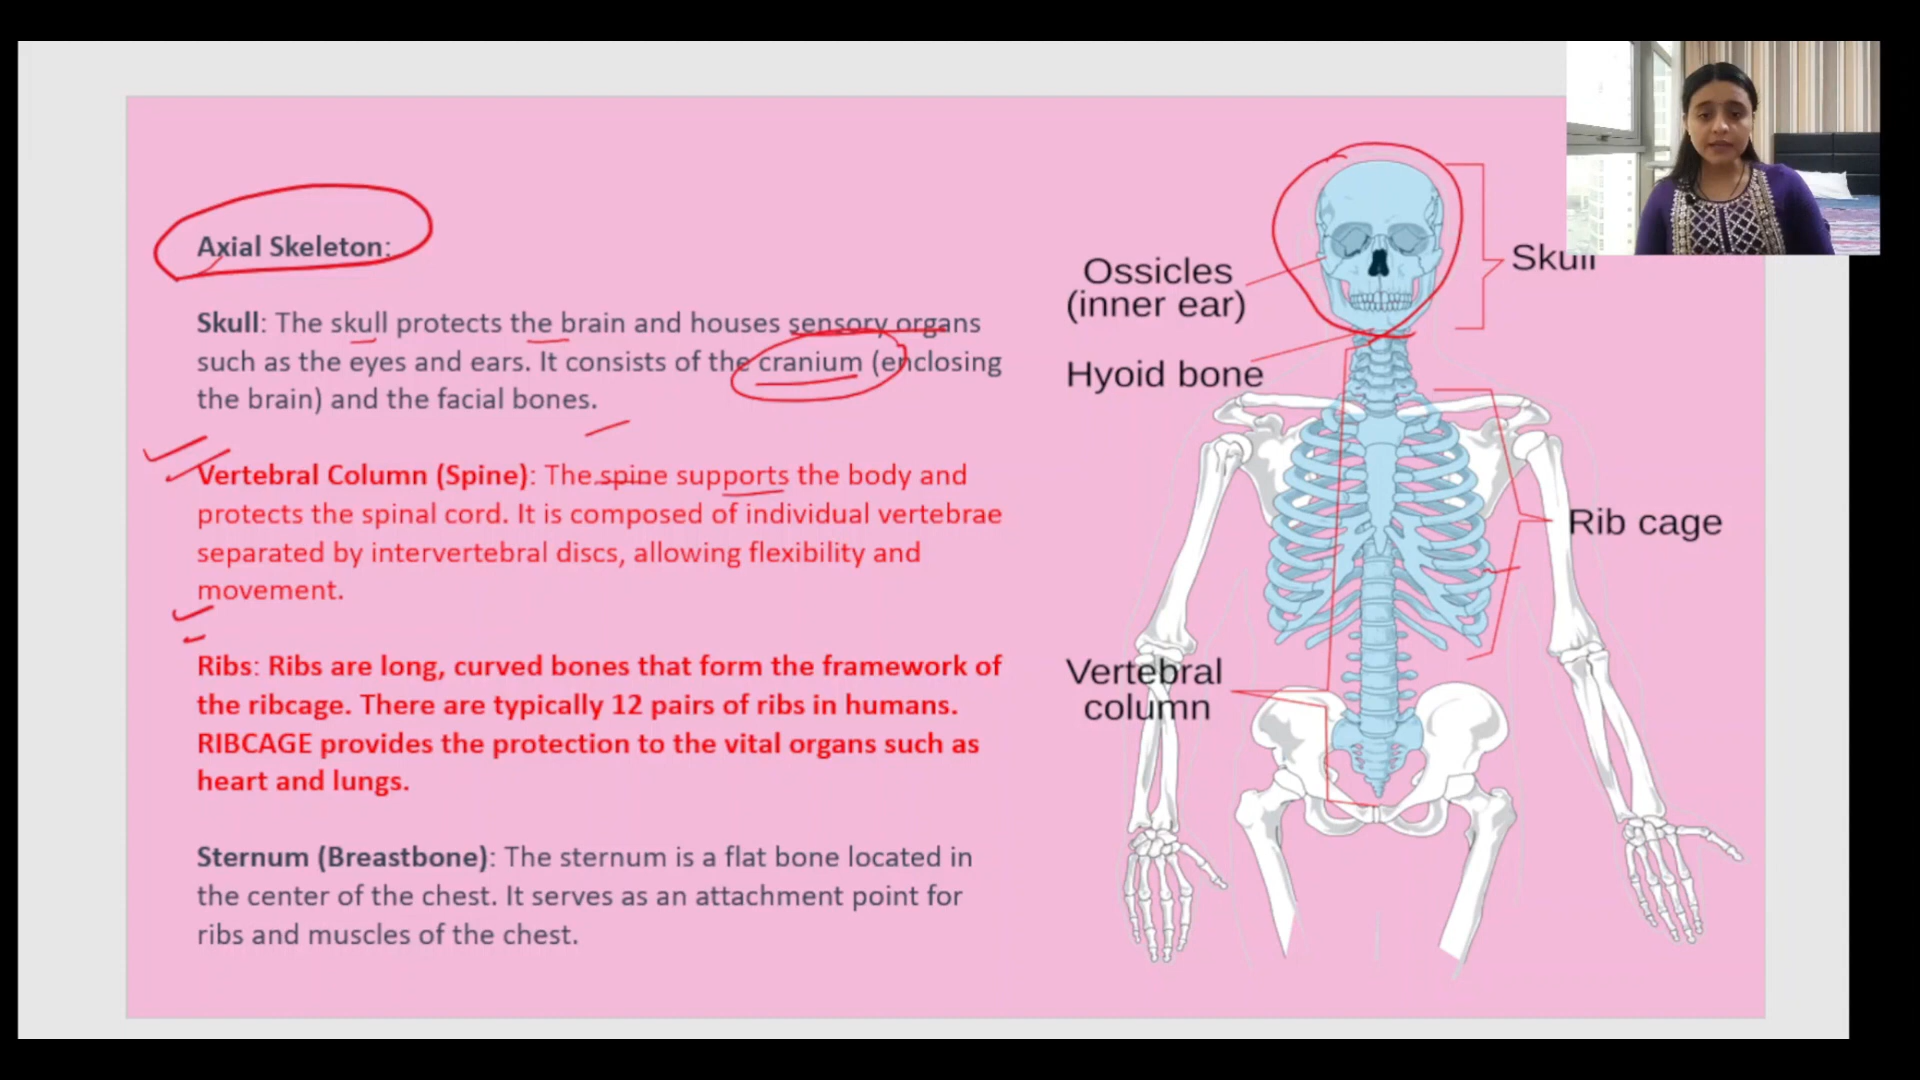 Axial Skeleton:
Skull: The skull protects the brain and houses sensory organs
such as the eyes and ears. It consists of the cranium (enclosing
the brain) and the facial bones.
Vertebral Column (Spine): The spine supports the body and
protects the spinal cord. It is composed of individual vertebrae
separated by intervertebral discs, allowing flexibility and
movement.
Ribs: Ribs are long, curved bones that form the framework of
the ribcage. There are typically 12 pairs of ribs in humans.
RIBCAGE provides the protection to the vital organs such as
heart and lungs.
Sternum (Breastbone): The sternum is a flat bone located in
the center of the chest. It serves as an attachment point for
ribs and muscles of the chest.
Ossicles
(inner ear)
Hyoid bone
Skull
Rib cage
Vertebral
column